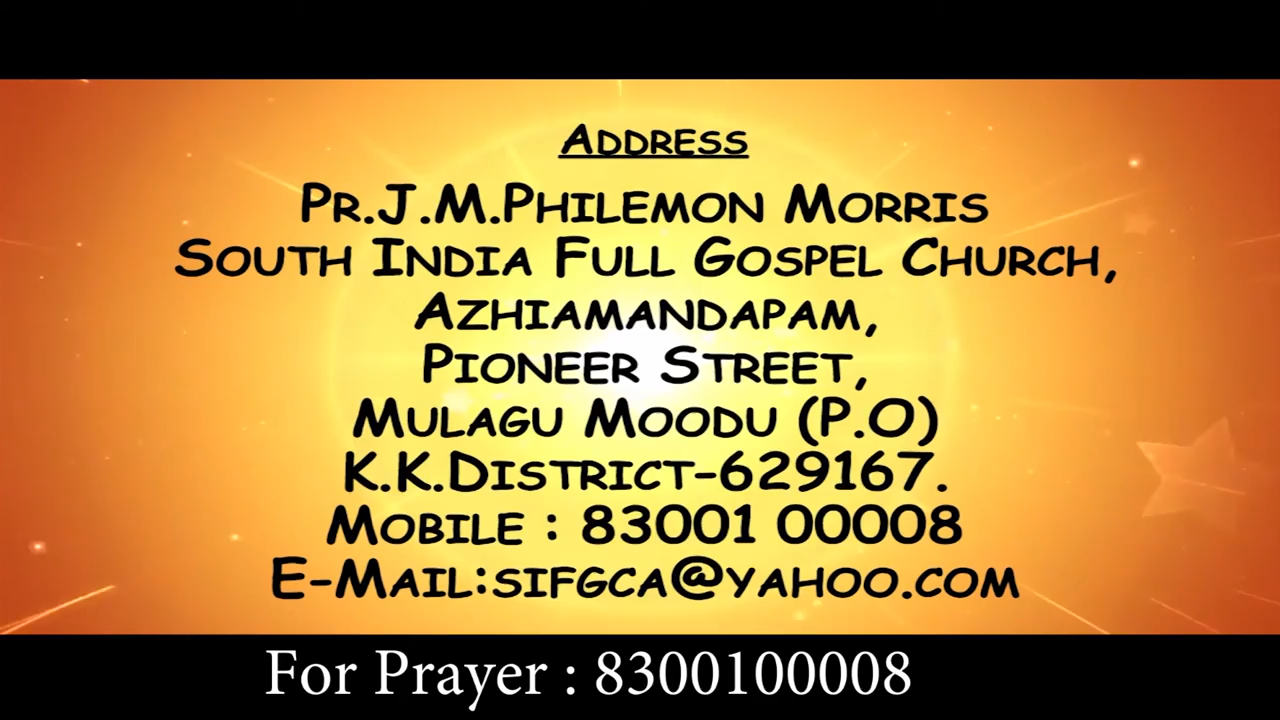 ADDRESS
PR.J.M.PHILEMON MORRIS
SOUTH INDIA FULL GOSPEL CHURCH,
AZHIAMANDAPAM,
PIONEER STREET,
MULAGU MOODU (P.O)
K.K.DISTRICT-629167.
MOBILE : 83001 00008
E-MAIL:SIFGCA@YAHOO.COM
For Prayer : 8300100008